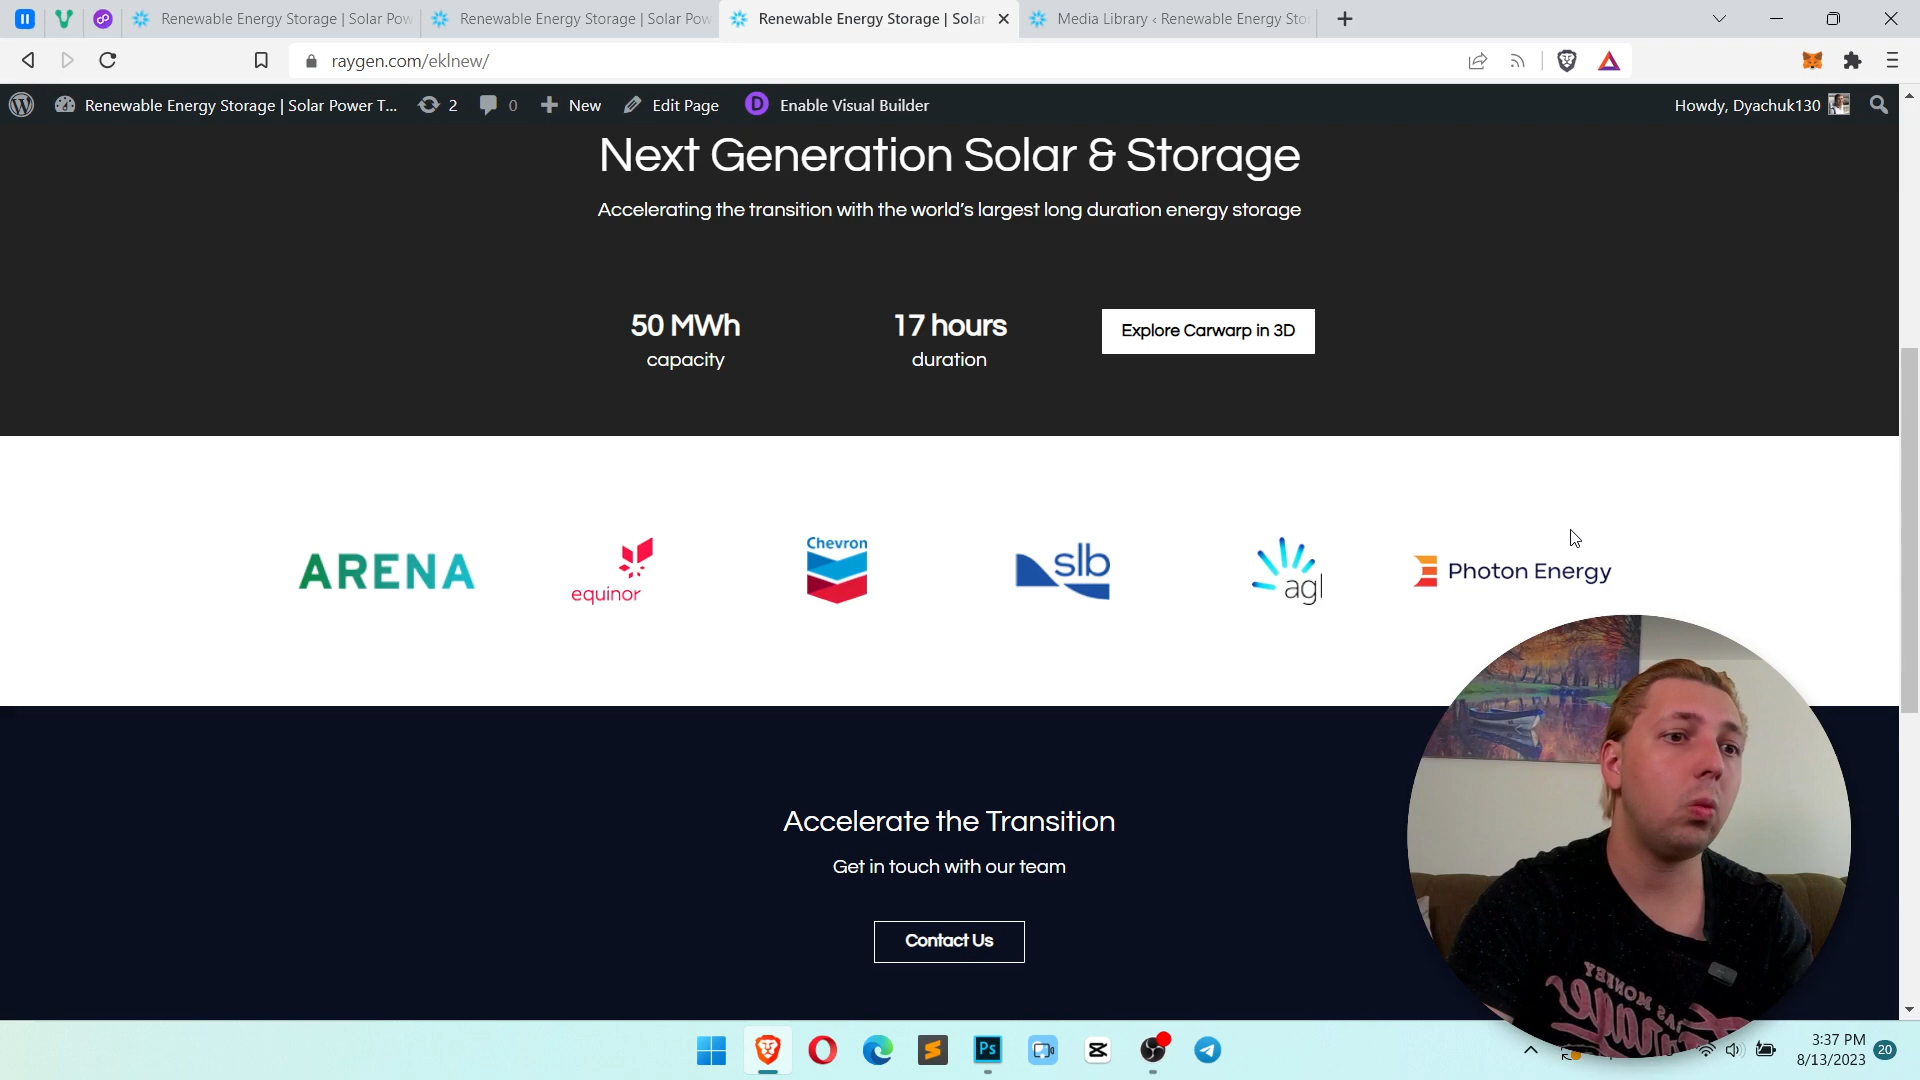 Renewable Energy Storage | Solar Pow
Renewable Energy Storage | Solar Pow
Renewable Energy Storage | Solar
Media Library ‹ Renewable Energy Sto
raygen.com/eklnew/
Renewable Energy Storage | Solar Power T...
2
0
New
Edit Page
D
Enable Visual Builder
Howdy, Dyachuk130
Next Generation Solar & Storage
Accelerating the transition with the world's largest long duration energy storage
50 MWh
17 hours
Explore Carwarp in 3D
capacity
duration
ARENA
equinor
Chevron
slb
agl
Photon Energy
Accelerate the Transition
Get in touch with our team
Contact Us
Ps
3:37 PM
8/13/2023
20